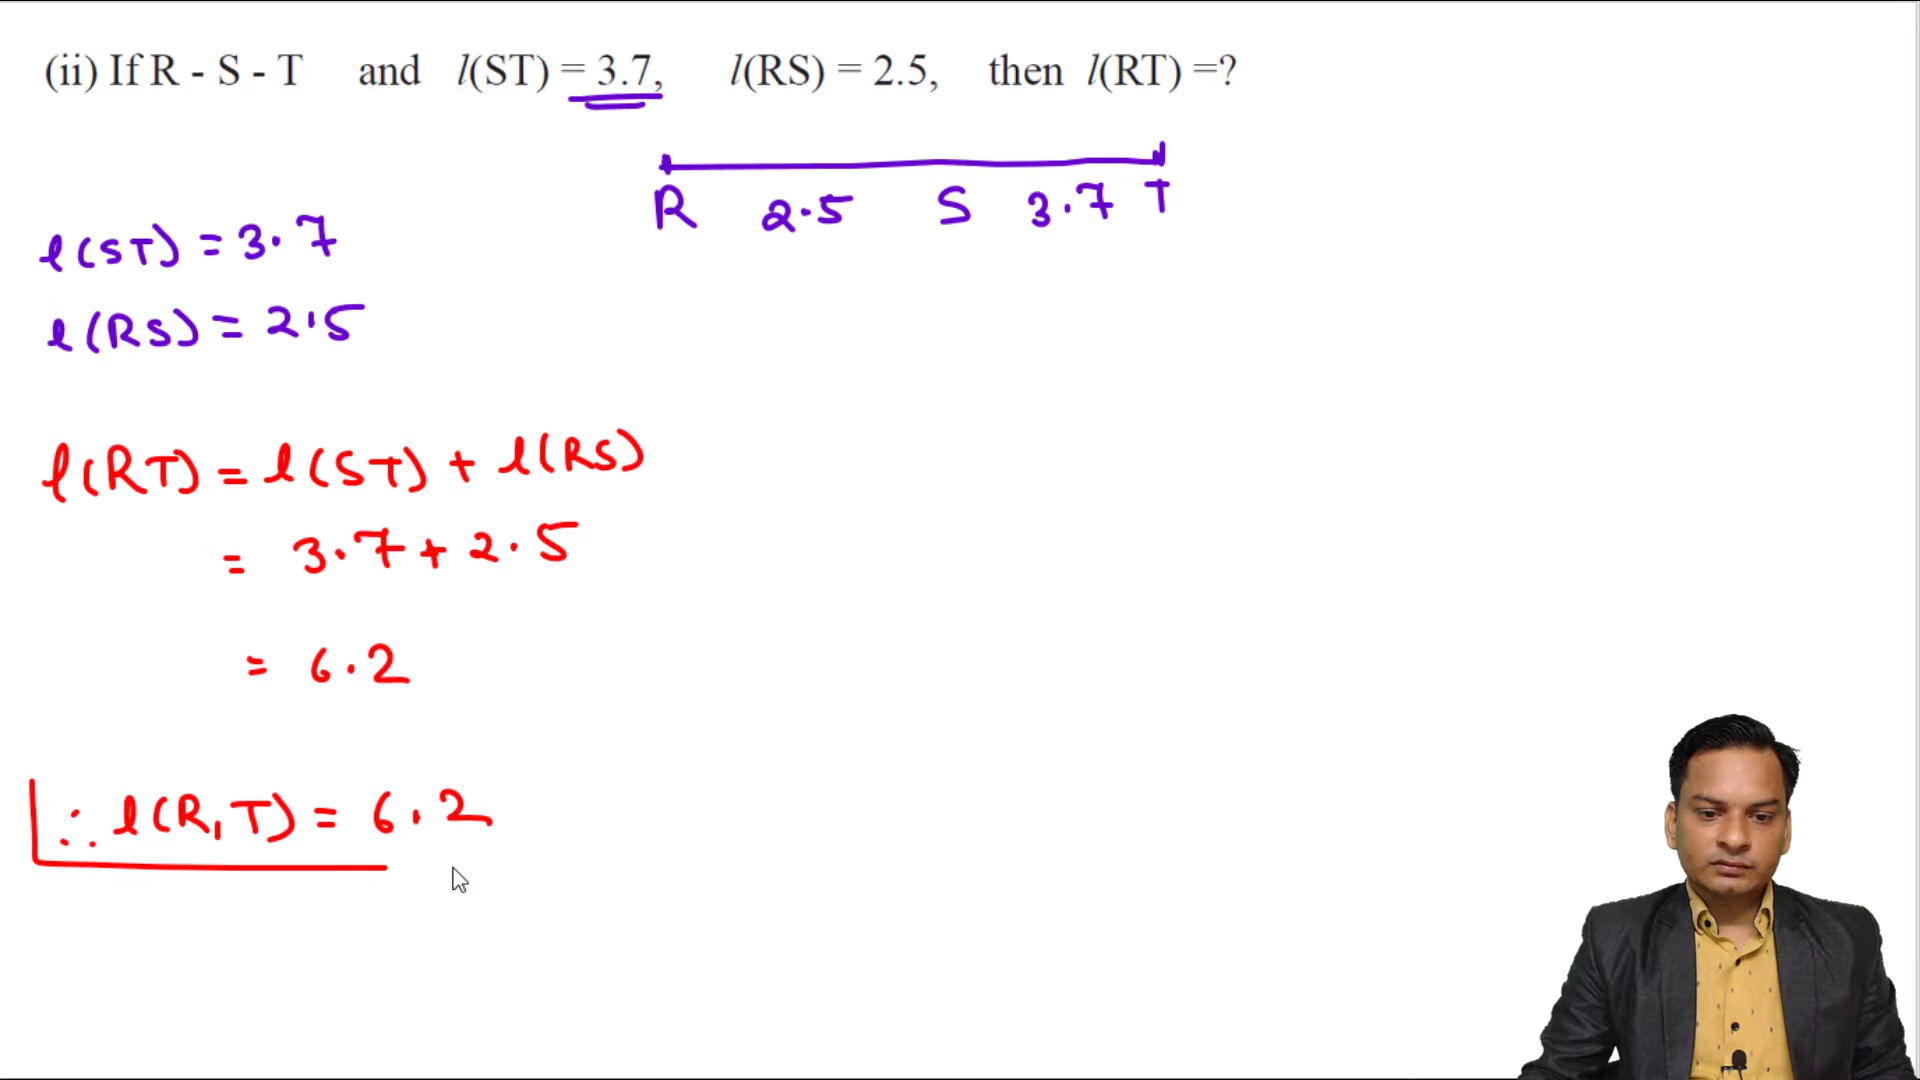 (ii) If R - S - T and l(ST) = 3.7, l(RS) = 2.5, then l(RT) =?
R 2.5 S 3.7 T
l(ST) = 3.7
l(RS) = 2.5
l(RT) = l(ST) + l(RS)
= 3.7 + 2.5
= 6.2
∴ l(R,T) = 6.2